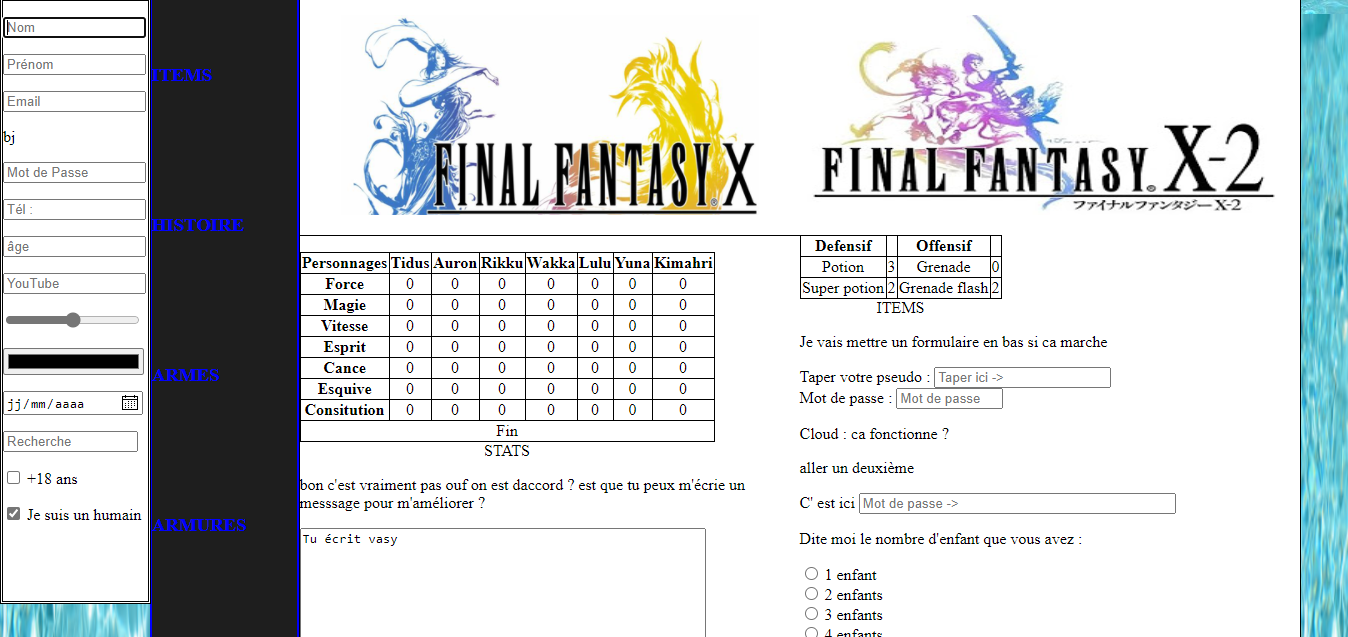 Nom
Prénom
Email
bj
Mot de Passe
Tél :
âge
YouTube
jj/mm/aaaa
Recherche
+18 ans
Je suis un humain
ITEMS
HISTOIRE
ARMES
ARMURES
FINAL FANTASY X
FINAL FANTASY X-2
ファイナルファンタジー X-2
Personnages Tidus Auron Rikku Wakka Lulu Yuna Kimahri
Force 0 0 0 0 0 0 0
Magie 0 0 0 0 0 0 0
Vitesse 0 0 0 0 0 0 0
Esprit 0 0 0 0 0 0 0
Cance 0 0 0 0 0 0 0
Esquive 0 0 0 0 0 0 0
Consitution 0 0 0 0 0 0 0
Fin
STATS
bon c'est vraiment pas ouf on est daccord ? est que tu peux m'écrie un
messsage pour m'améliorer ?
Tu écrit vasy
Defensif Offensif
Potion 3 Grenade 0
Super potion 2 Grenade flash 2
ITEMS
Je vais mettre un formulaire en bas si ca marche
Taper votre pseudo : Taper ici ->
Mot de passe : Mot de passe
Cloud : ca fonctionne ?
aller un deuxième
C' est ici Mot de passe ->
Dite moi le nombre d'enfant que vous avez :
1 enfant
2 enfants
3 enfants
4 enfants